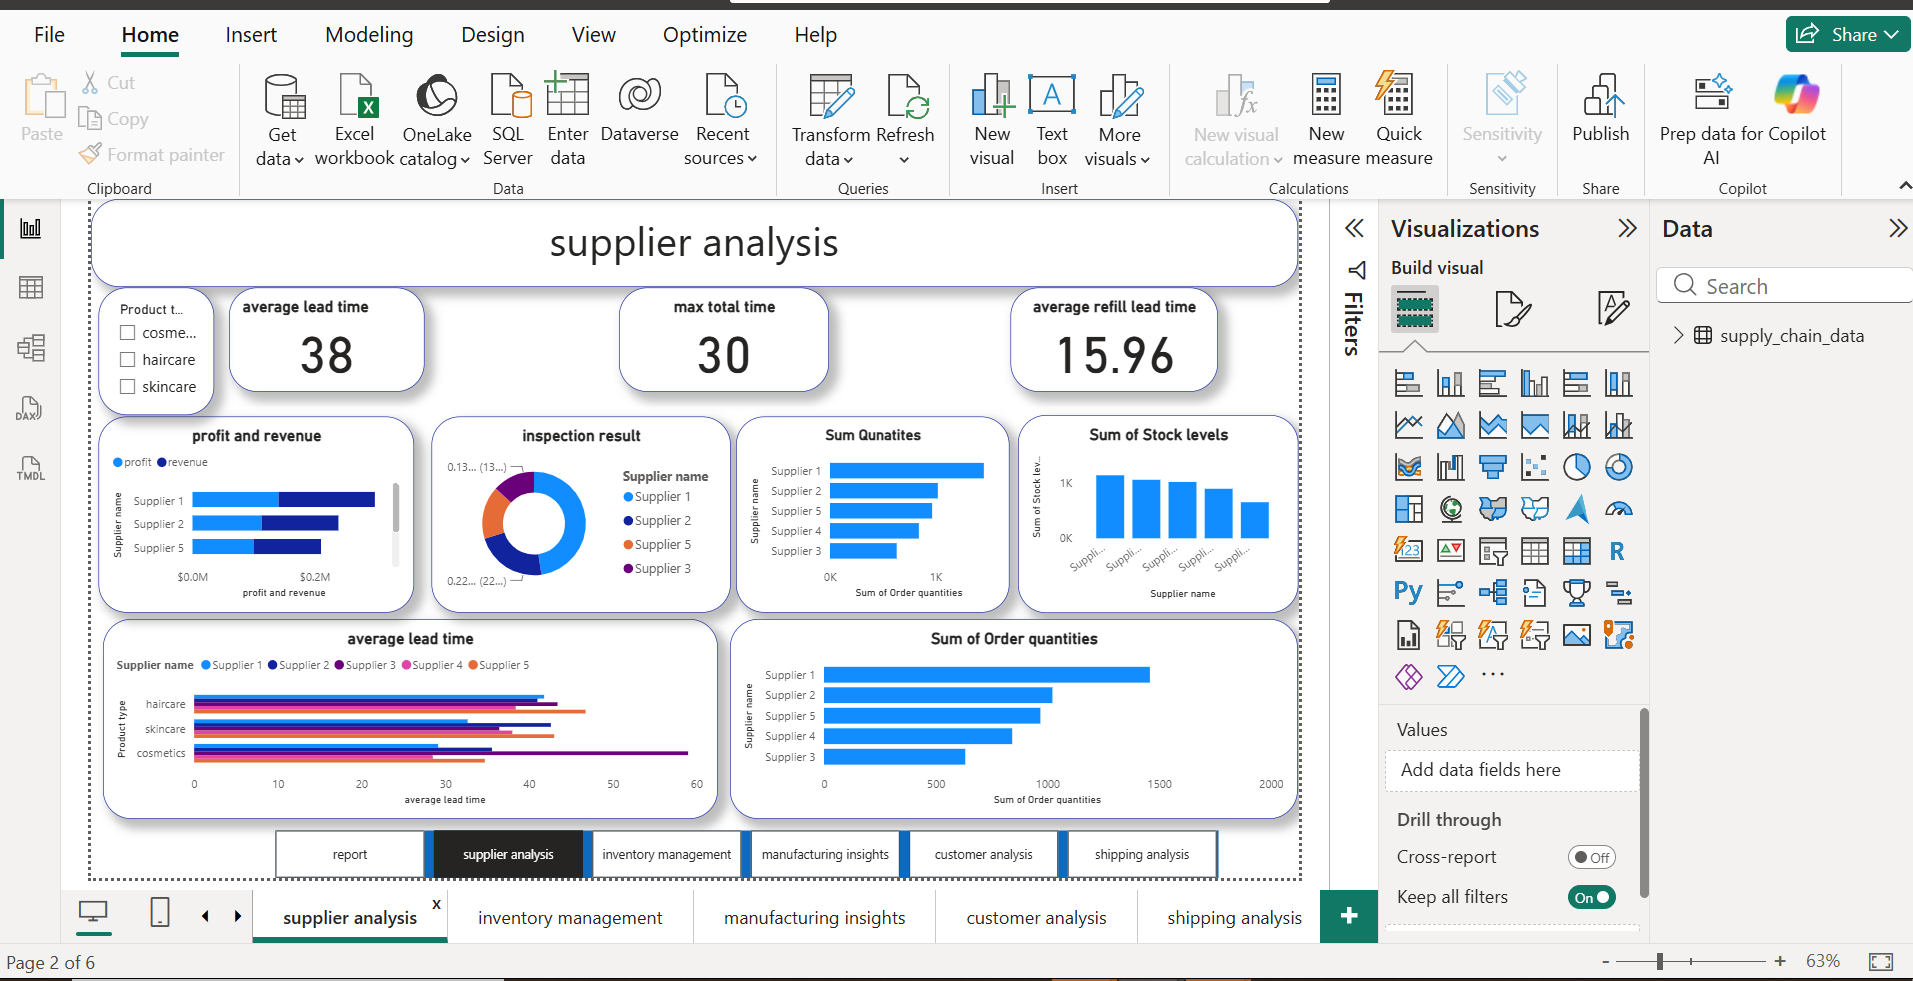 File Home Insert Modeling Design View Optimize Help Share
Paste
Cut
Copy
Format painter
Clipboard
Get data
Excel workbook
OneLake catalog
SQL Server
Enter data
Dataverse
Recent sources
Data
Transform data
Refresh
Queries
New visual
Text box
More visuals
Insert
New visual calculation
New measure
Quick measure
Calculations
Sensitivity
Sensitivity
Publish
Share
Prep data for AI
Copilot
Copilot
DAX
TMDL
supplier analysis
Product t...
cosme...
haircare
skincare
average lead time
38
max total time
30
average refill lead time
15.96
profit and revenue
profit revenue
Supplier name
Supplier 1
Supplier 2
Supplier 5
$0.0M $0.2M
profit and revenue
inspection result
0.13... (13...)
0.22... (22...)
Supplier name
Supplier 1
Supplier 2
Supplier 5
Supplier 3
Sum Qunatites
Supplier name
Supplier 1
Supplier 2
Supplier 5
Supplier 4
Supplier 3
0K 1K
Sum of Order quantities
Sum of Stock levels
Sum of Stock lev...
1K
0K
Suppli... Suppli... Suppli... Suppli... Suppli...
Supplier name
average lead time
Supplier name Supplier 1 Supplier 2 Supplier 3 Supplier 4 Supplier 5
Product type
haircare
skincare
cosmetics
0 10 20 30 40 50 60
average lead time
Sum of Order quantities
Supplier name
Supplier 1
Supplier 2
Supplier 5
Supplier 4
Supplier 3
0 500 1000 1500 2000
Sum of Order quantities
report supplier analysis inventory management manufacturing insights customer analysis shipping analysis
Filters
Visualizations
Build visual
123
R
Py
...
Values
Add data fields here
Drill through
Cross-report Off
Keep all filters On
Data
Search
supply_chain_data
supplier analysis x inventory management manufacturing insights customer analysis shipping analysis +
Page 2 of 6
- + 63%